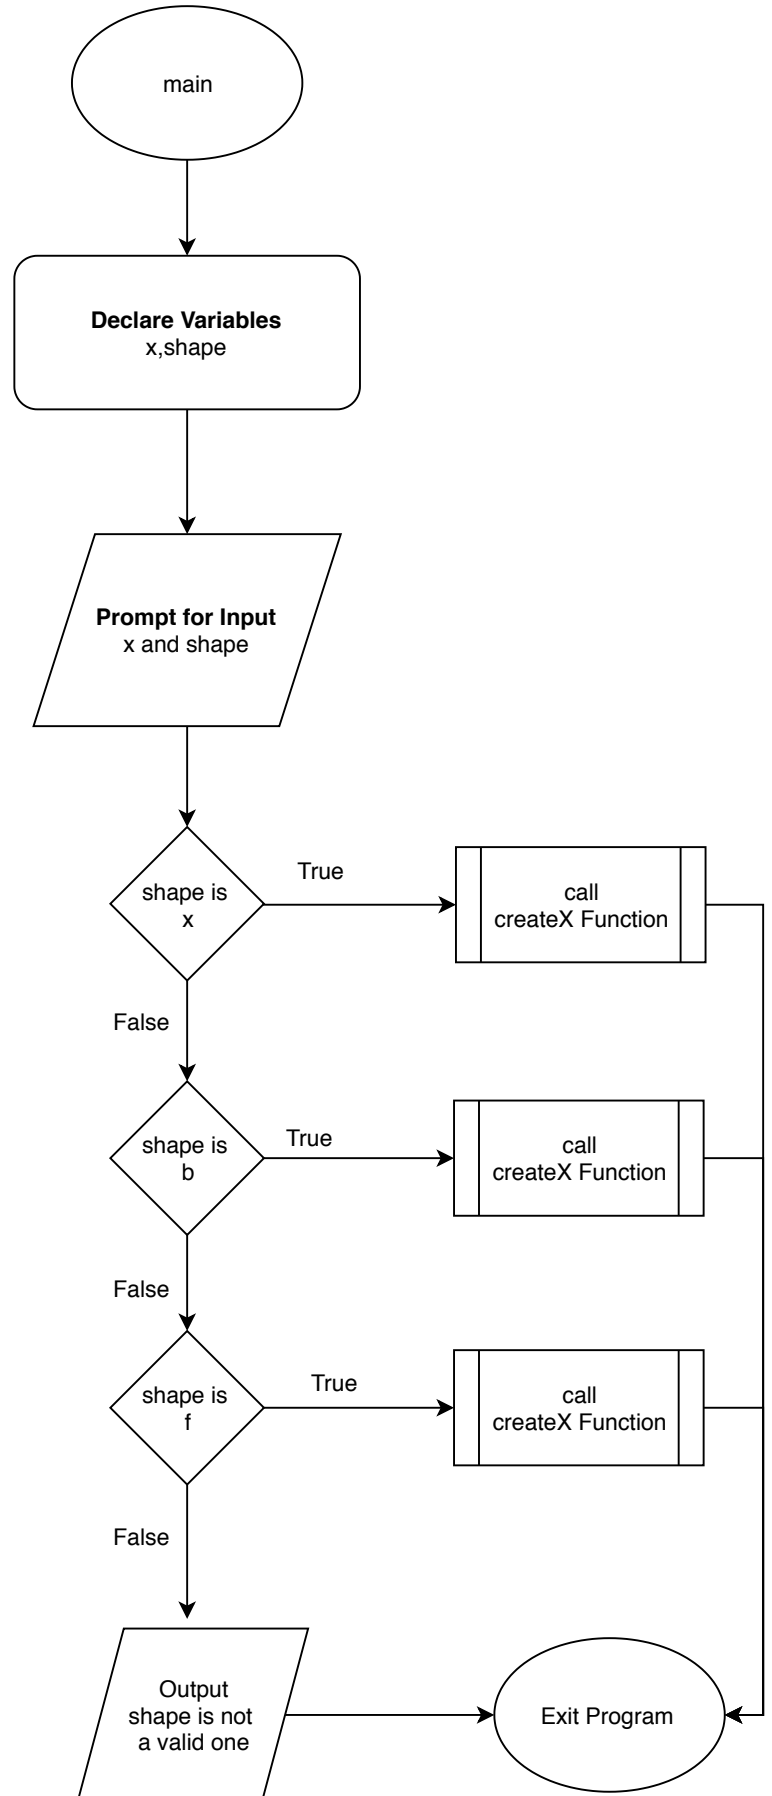 main
Declare Variables
x,shape
Prompt for Input
x and shape
shape is
x
True
call
createX Function
False
shape is
b
True
call
createX Function
False
shape is
f
True
call
createX Function
False
Output
shape is not
a valid one
Exit Program